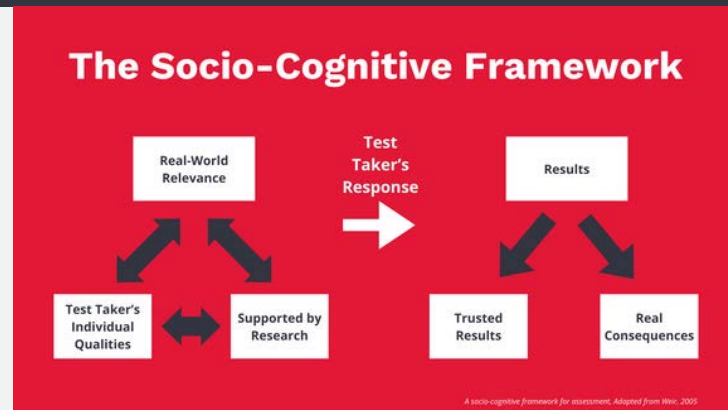 The Socio-Cognitive Framework
Real-World
Relevance
Test
Taker's
Response
Results
Test Taker's
Individual
Qualities
Supported by
Research
Trusted
Results
Real
Consequences
A socio-cognitive framework for assessment, Adapted from Weir, 2005